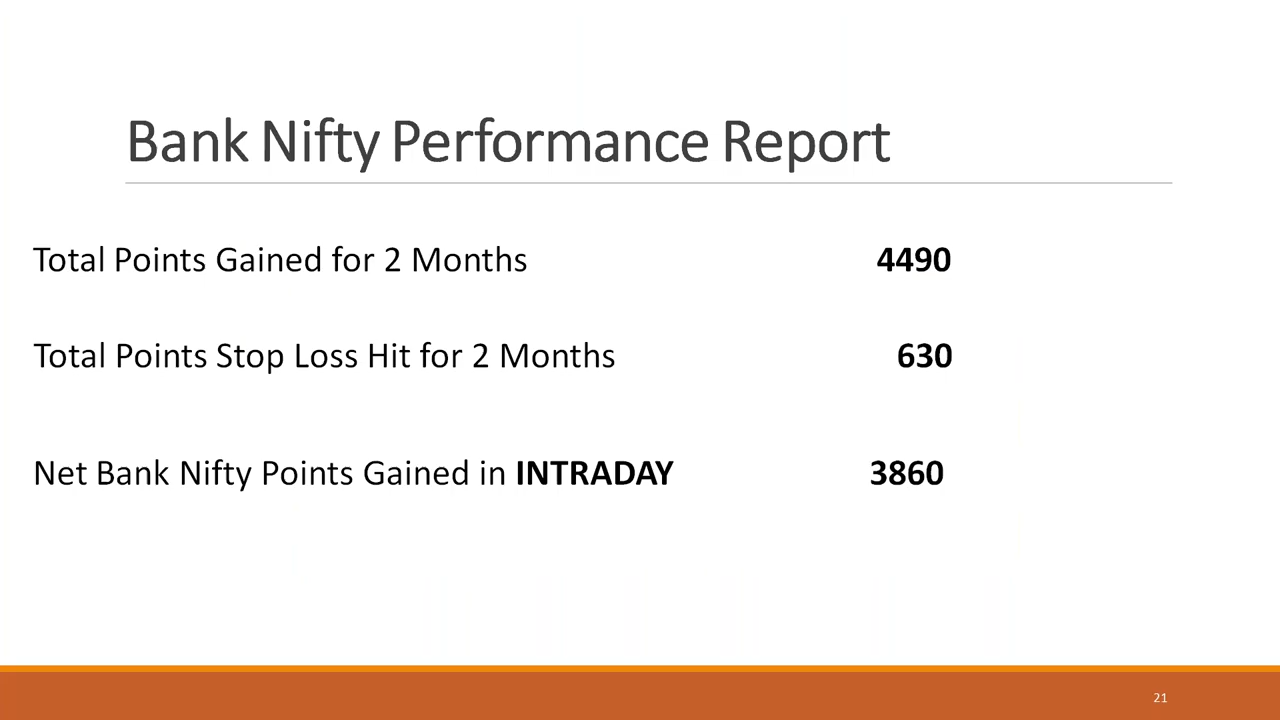 Bank Nifty Performance Report
Total Points Gained for 2 Months 4490
Total Points Stop Loss Hit for 2 Months 630
Net Bank Nifty Points Gained in INTRADAY 3860
21